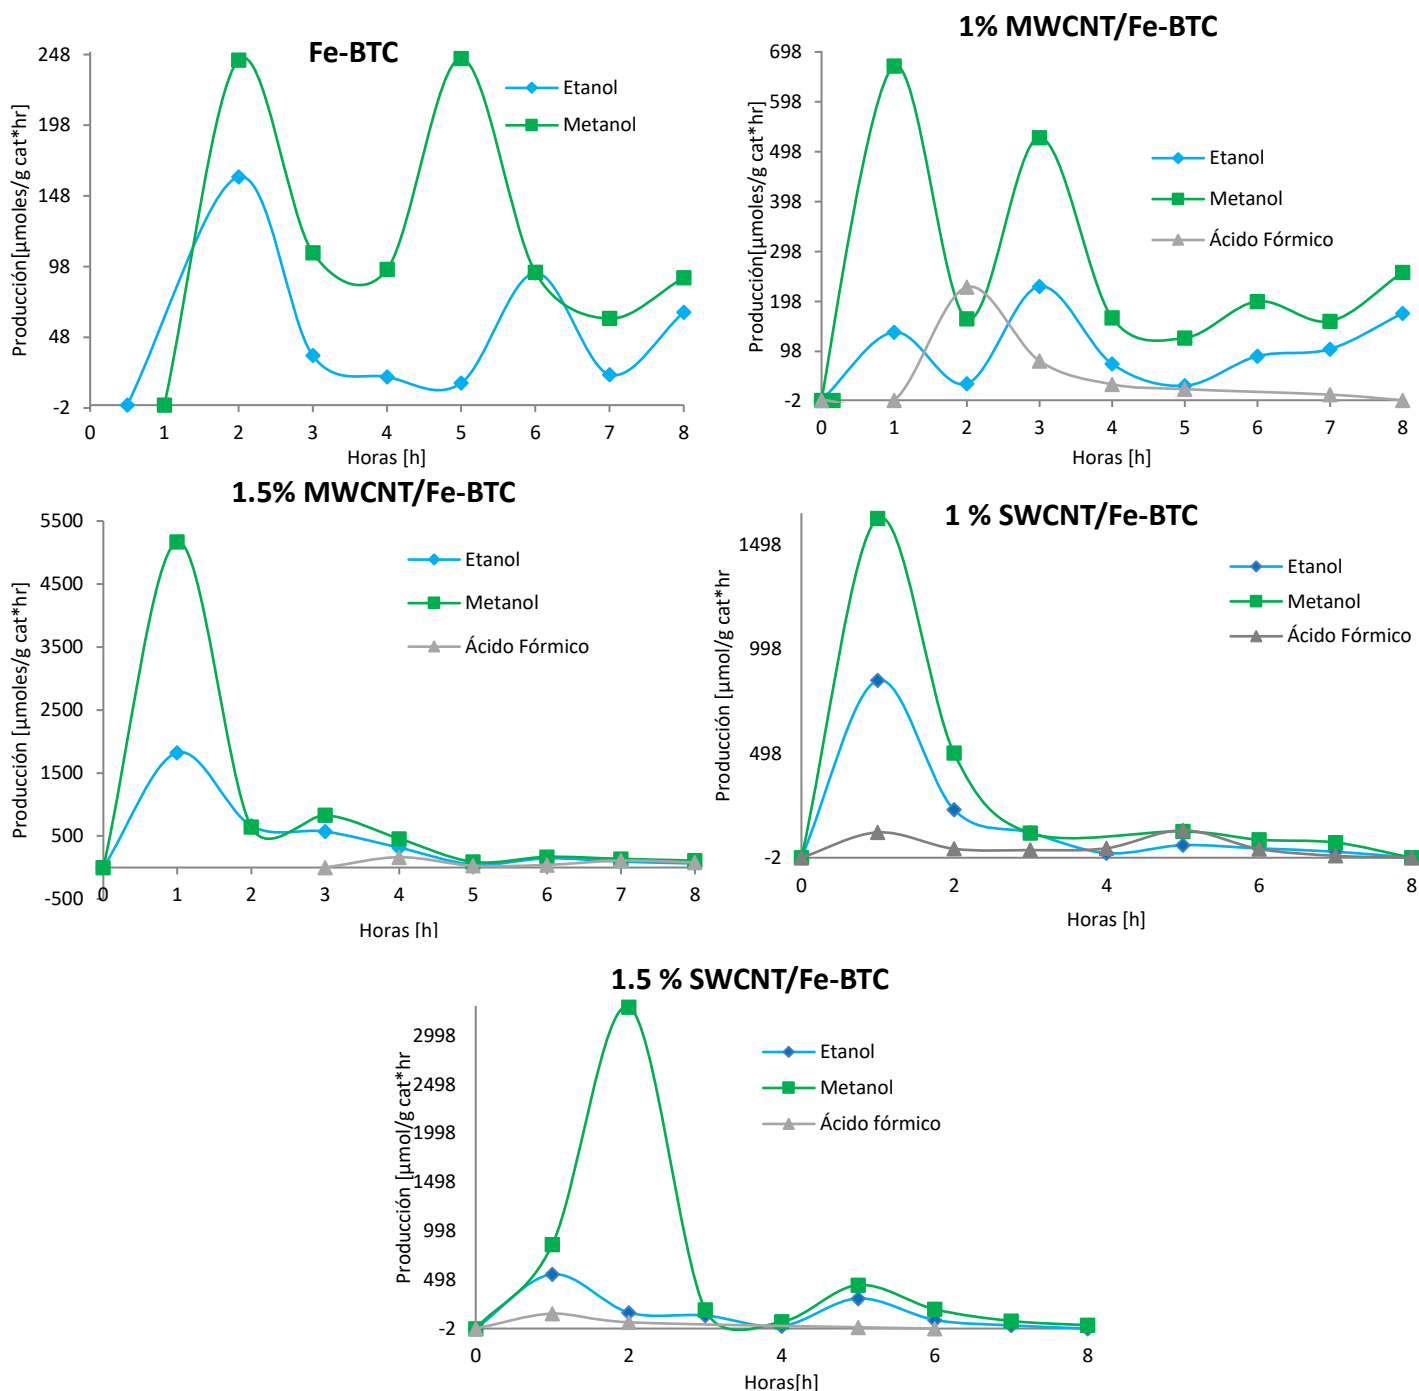 Fe-BTC
248
198
148
98
48
-2
0 1 2 3 4 5 6 7 8
Horas [h]
Producción[µmoles/g cat*hr)
Etanol
Metanol
1% MWCNT/Fe-BTC
698
598
498
398
298
198
98
-2
0 1 2 3 4 5 6 7 8
Horas [h]
Producción[µmoles/g cat*hr)
Etanol
Metanol
Ácido Fórmico
1.5% MWCNT/Fe-BTC
5500
4500
3500
2500
1500
500
-500
0 1 2 3 4 5 6 7 8
Horas [h]
Producción [µmoles/g cat*hr)
Etanol
Metanol
Ácido Fórmico
1 % SWCNT/Fe-BTC
1498
998
498
-2
0 2 4 6 8
Horas [h]
Producción [µmol/g cat*hr
Etanol
Metanol
Ácido Fórmico
1.5 % SWCNT/Fe-BTC
2998
2498
1998
1498
998
498
-2
0 2 4 6 8
Horas[h]
Producción [µmol/g cat*hr
Etanol
Metanol
Ácido fórmico